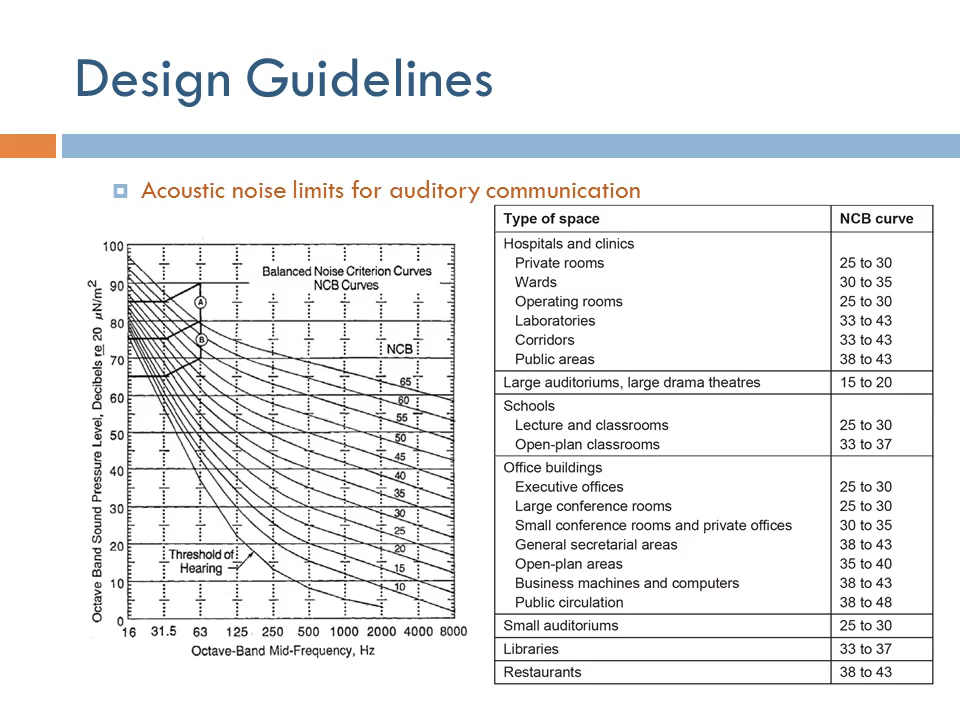 Design Guidelines
Acoustic noise limits for auditory communication
100
90
80
70
60
50
40
30
20
10
0
Octave Band Sound Pressure Level, Decibels re 20 µN/m²
Balanced Noise Criterion Curves
NCB Curves
A
B
NCB
65
60
55
50
45
40
35
30
25
20
15
10
Threshold of
Hearing
16 31.5 63 125 250 500 1000 2000 4000 8000
Octave-Band Mid-Frequency, Hz
Type of space NCB curve
Hospitals and clinics
Private rooms 25 to 30
Wards 30 to 35
Operating rooms 25 to 30
Laboratories 33 to 43
Corridors 33 to 43
Public areas 38 to 43
Large auditoriums, large drama theatres 15 to 20
Schools
Lecture and classrooms 25 to 30
Open-plan classrooms 33 to 37
Office buildings
Executive offices 25 to 30
Large conference rooms 25 to 30
Small conference rooms and private offices 30 to 35
General secretarial areas 38 to 43
Open-plan areas 35 to 40
Business machines and computers 38 to 43
Public circulation 38 to 48
Small auditoriums 25 to 30
Libraries 33 to 37
Restaurants 38 to 43